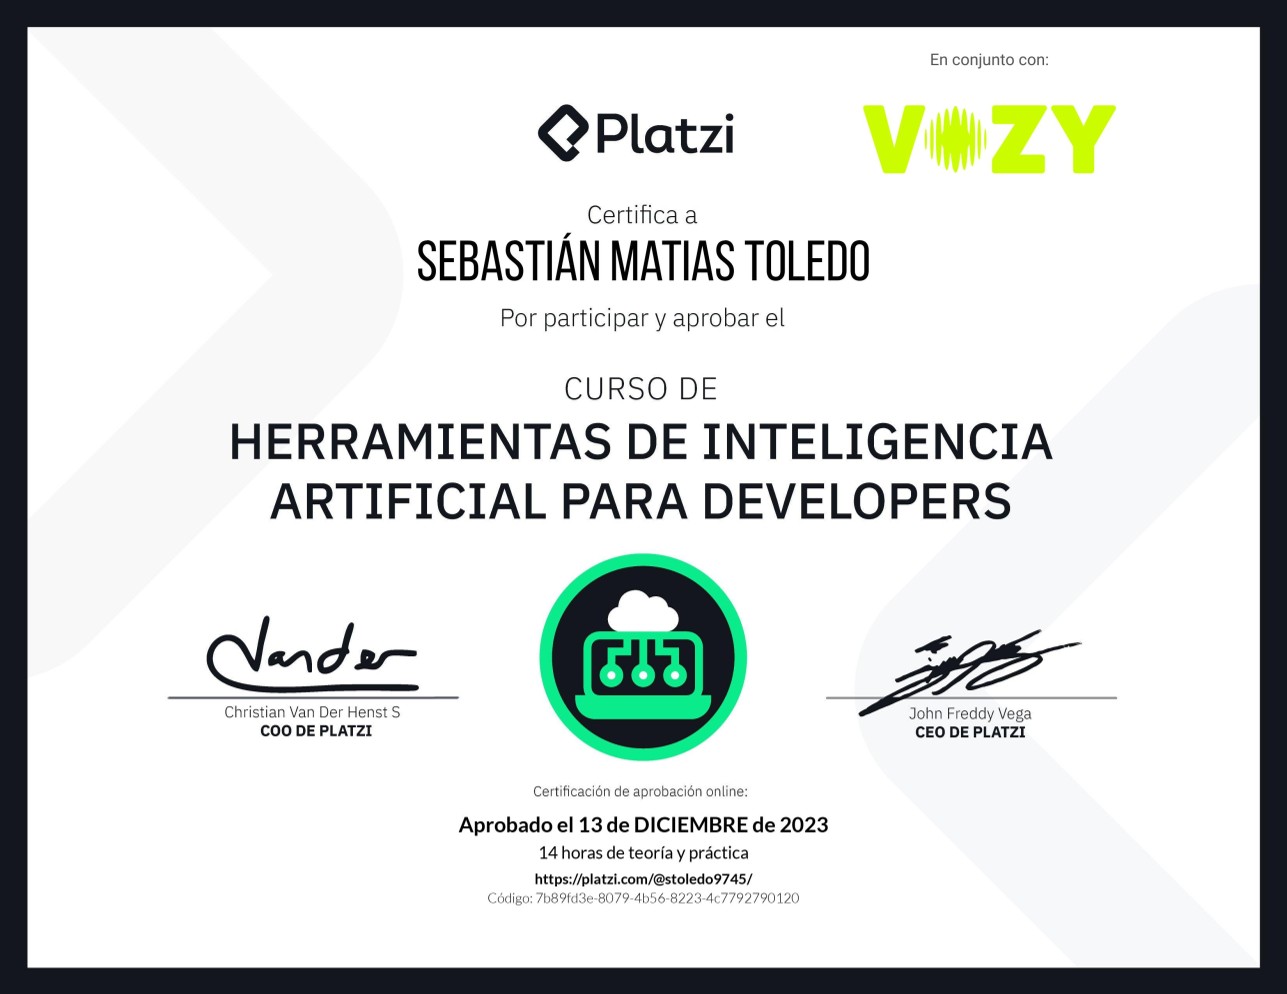 En conjunto con:
Platzi
VOZY
Certifica a
SEBASTIÁN MATIAS TOLEDO
Por participar y aprobar el
CURSO DE
HERRAMIENTAS DE INTELIGENCIA
ARTIFICIAL PARA DEVELOPERS
Vander
Christian Van Der Henst S
COO DE PLATZI
John Freddy Vega
CEO DE PLATZI
Certificación de aprobación online:
Aprobado el 13 de DICIEMBRE de 2023
14 horas de teoría y práctica
https://platzi.com/@stoledo9745/
Código: 7b89fd3e-8079-4b56-8223-4c7792790120